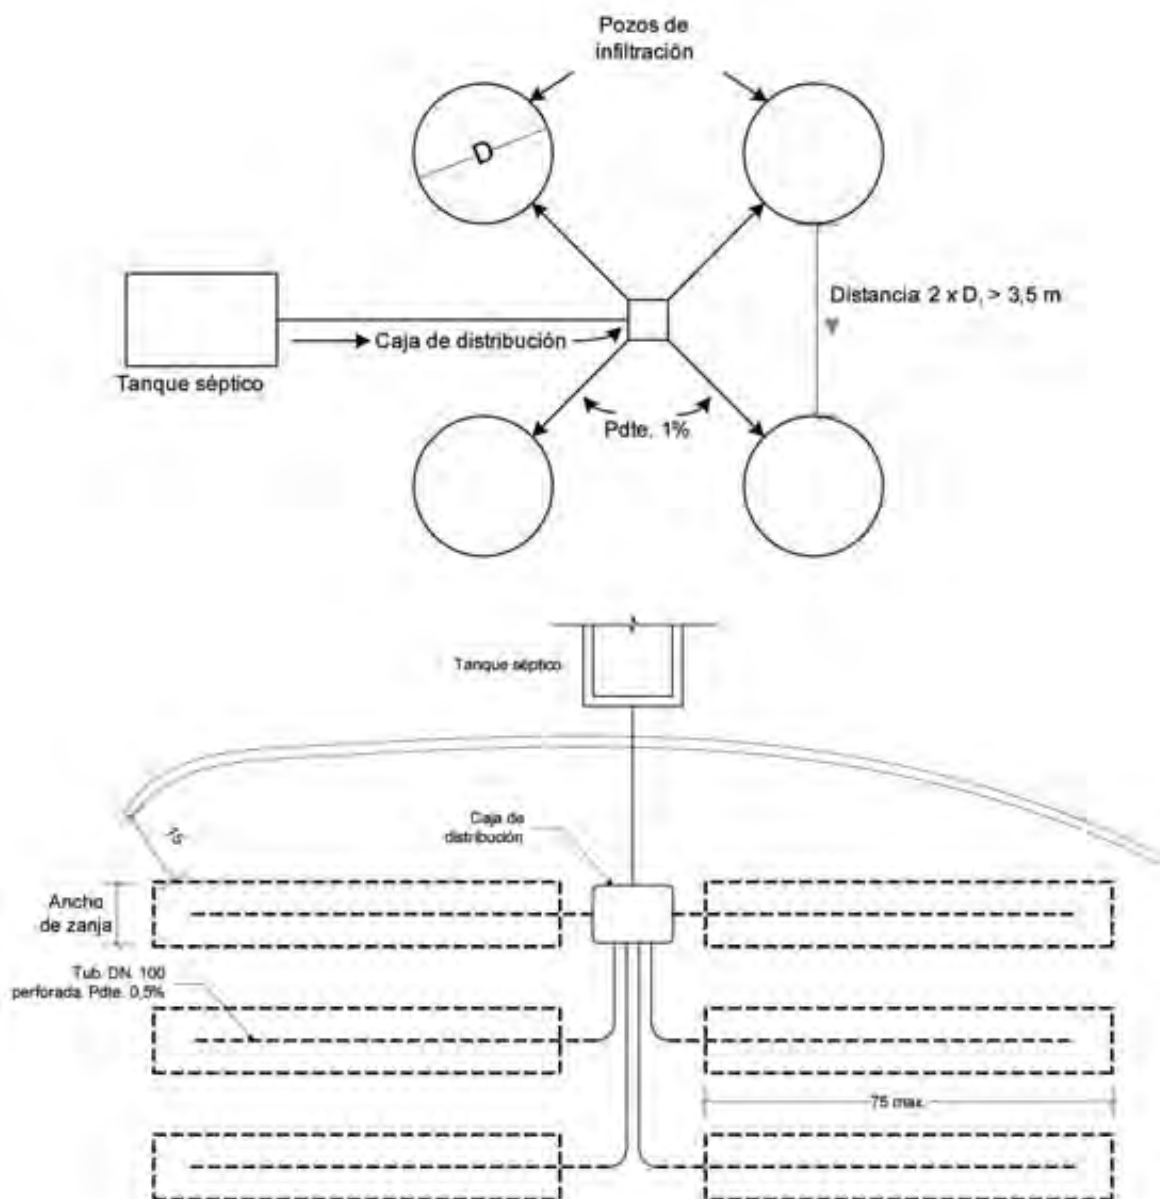 Pozos de
infiltración
D
Distancia 2 x D, > 3,5 m
Caja de distribución
Tanque séptico
Pdte. 1%
Tanque séptico
Caja de
distribución
15
Ancho
de zanja
Tub. DN. 100
perforada. Pdte. 0,5%
75 max.